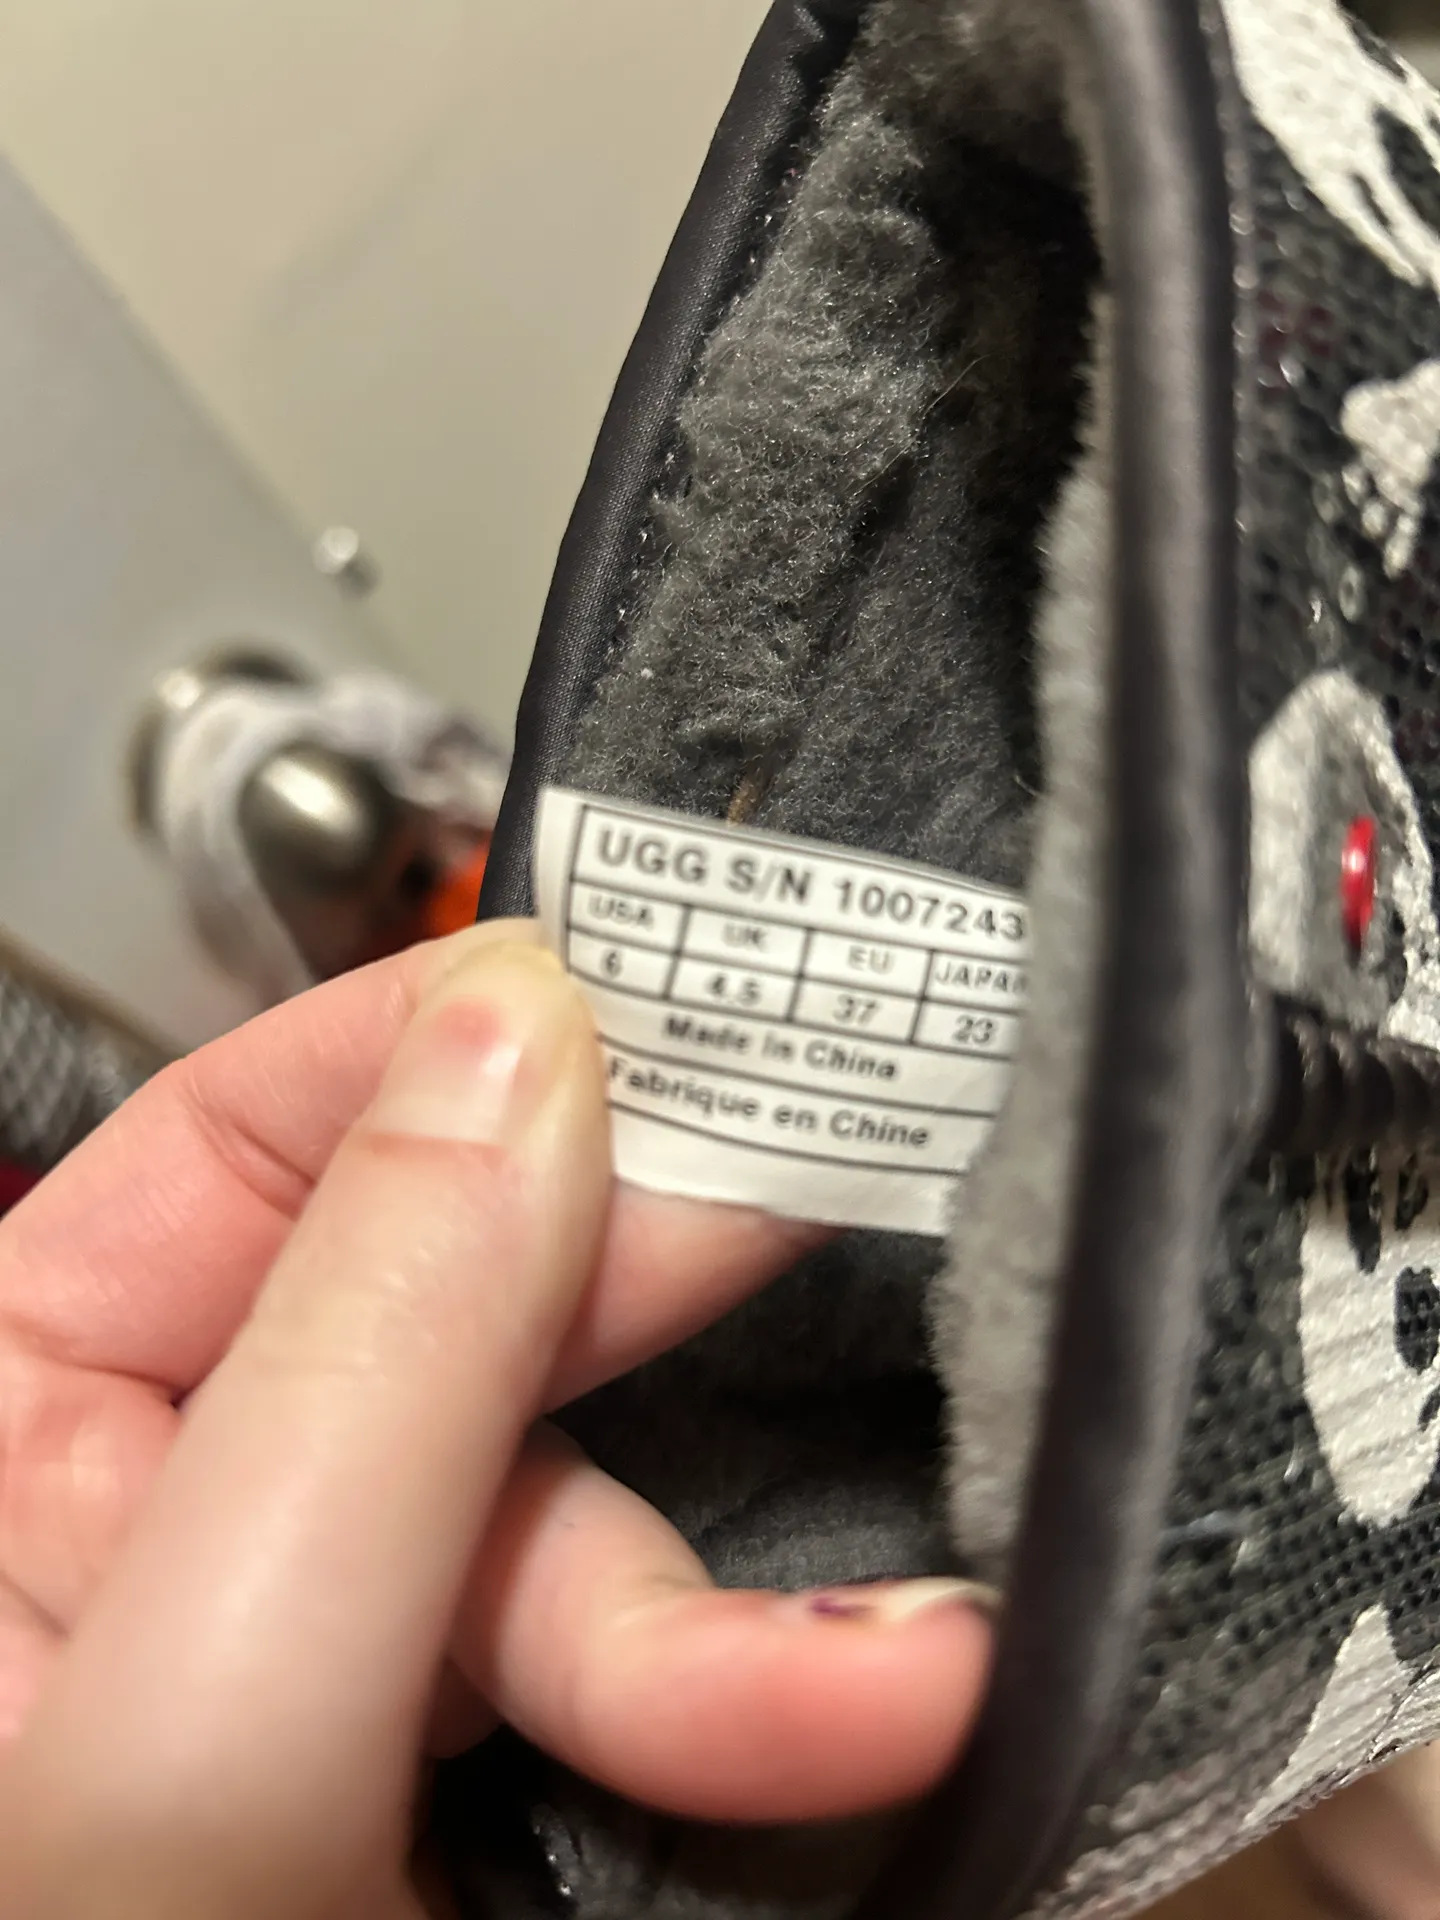 UGG S/N 1007243
USA UK EU JAPAN
6 4.5 37 23
Made in China
Fabrique en Chine